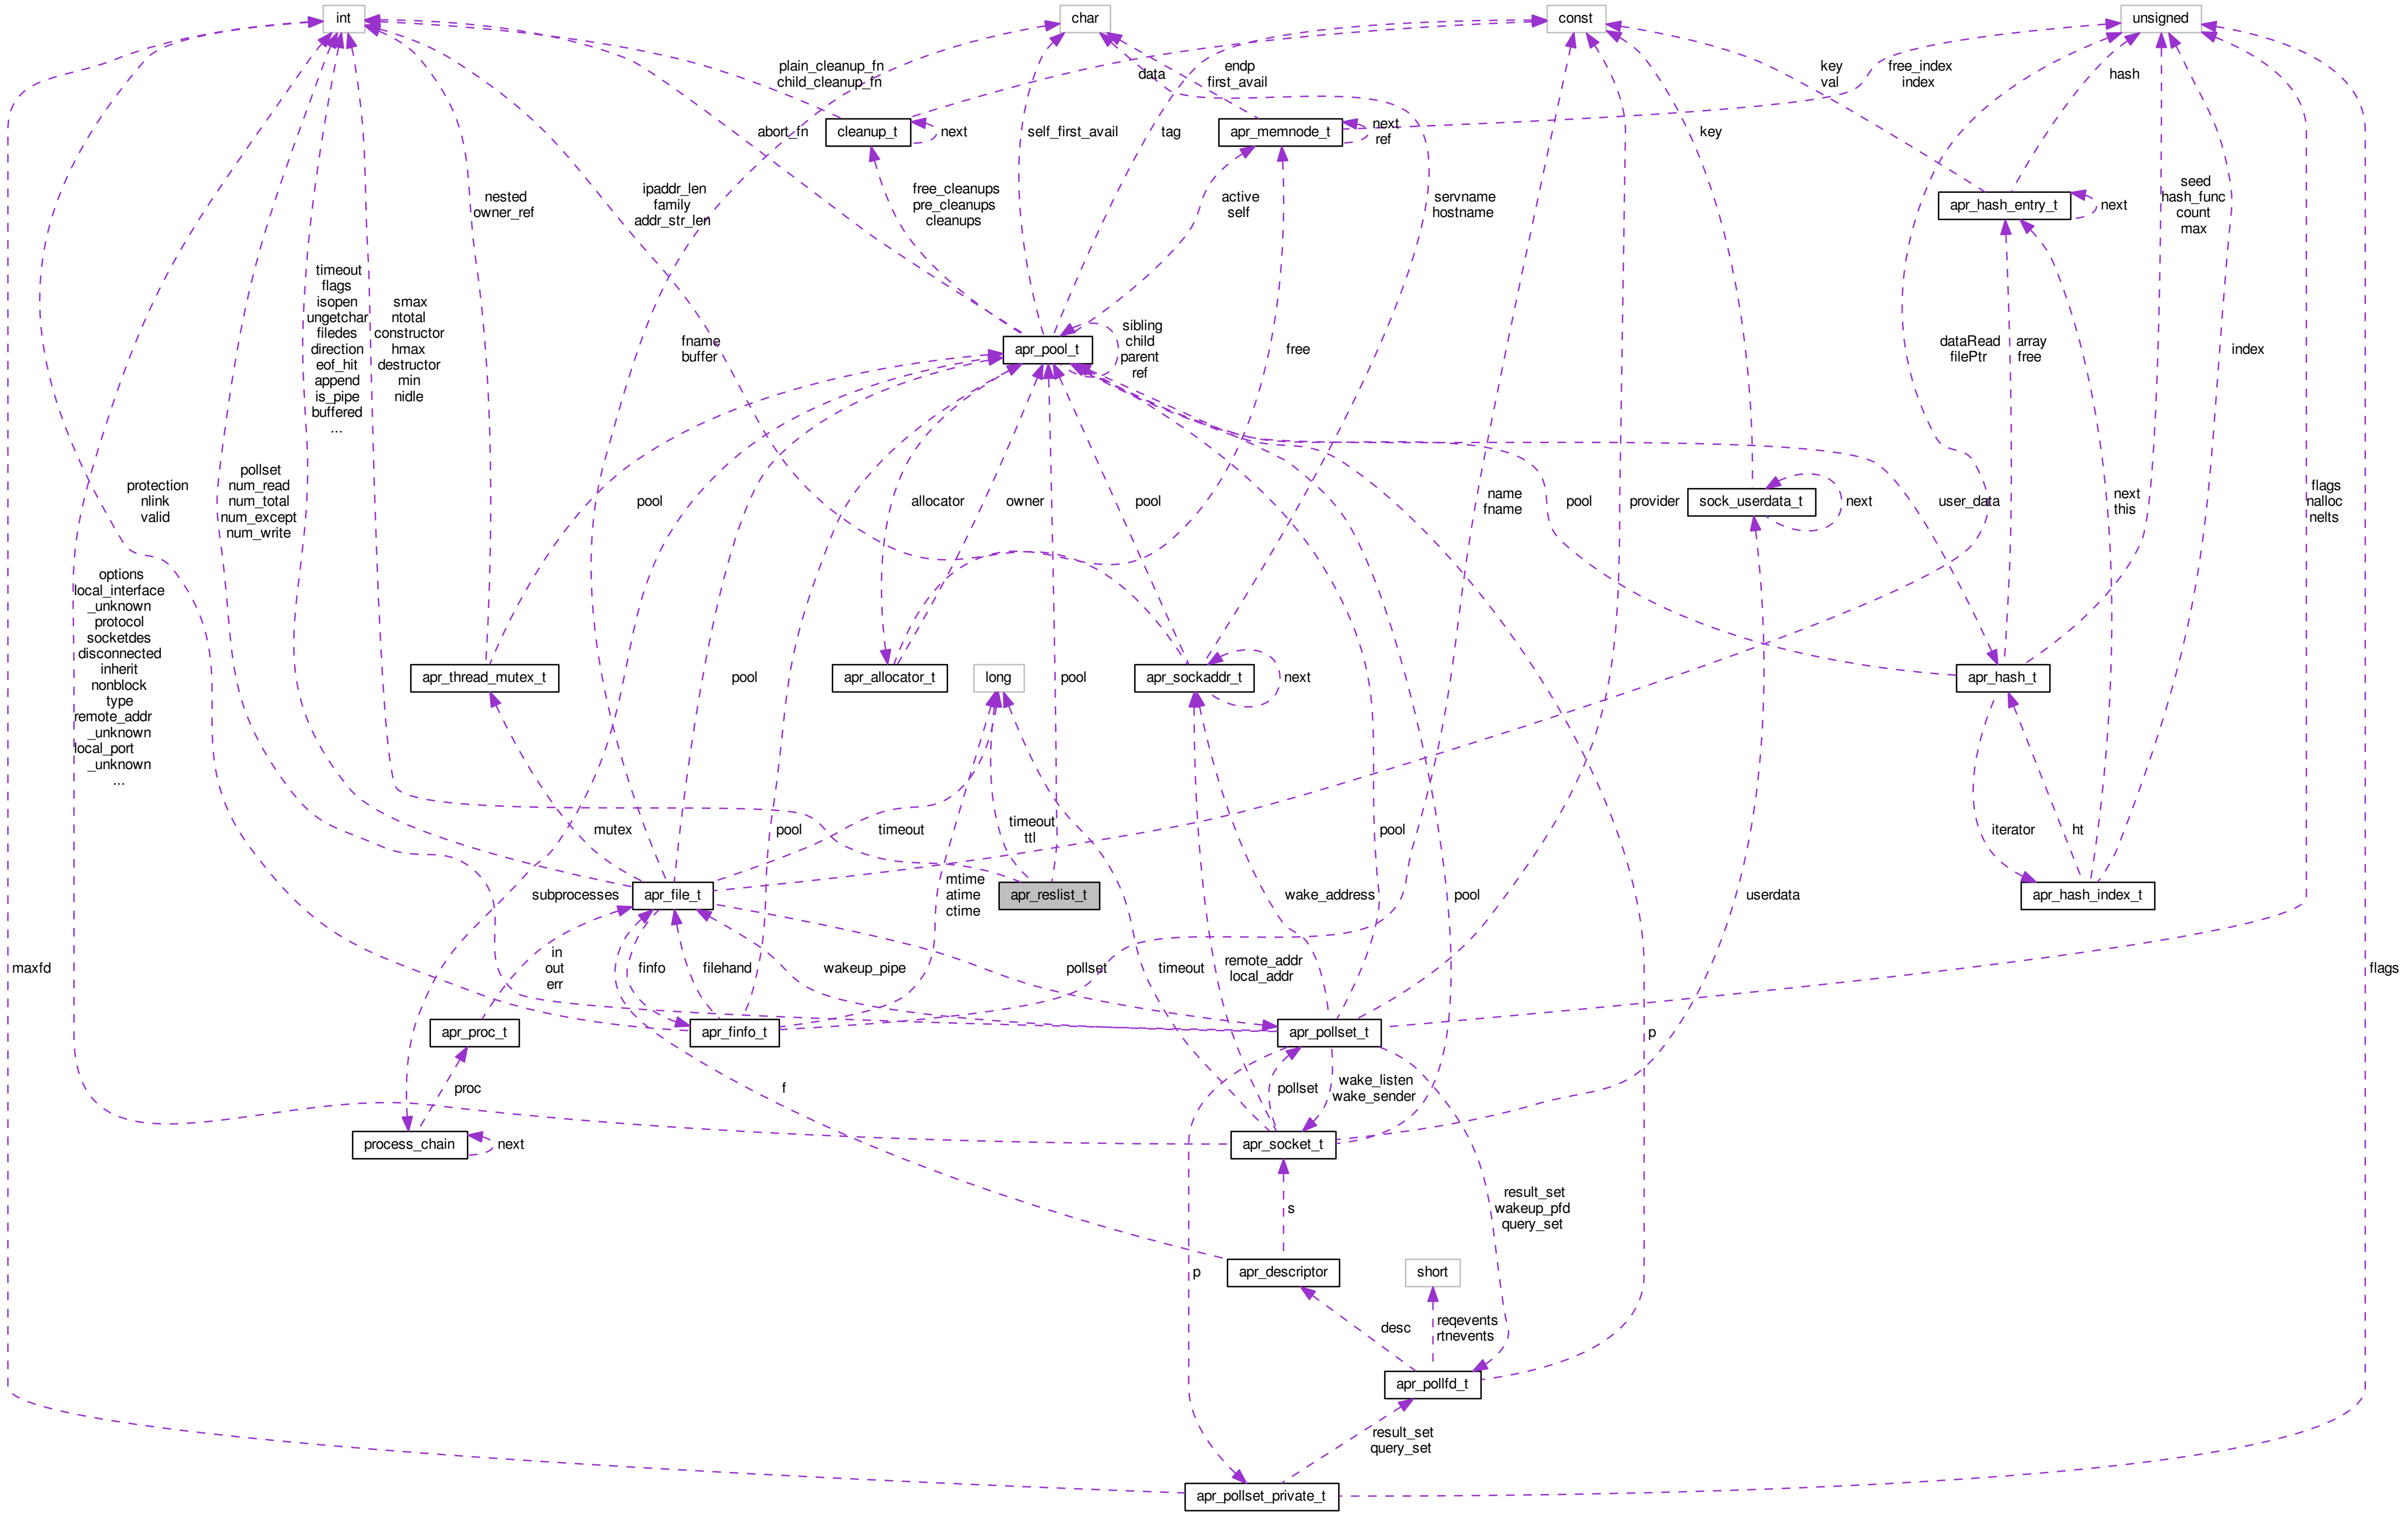 int
char
const
unsigned
plain_cleanup_fn
child_cleanup_fn
data
endp
first_avail
key
val
free_index
index
hash
abort_fn
cleanup_t
next
self_first_avail
tag
apr_memnode_t
next
ref
key
nested
owner_ref
ipaddr_len
family
addr_str_len
free_cleanups
pre_cleanups
cleanups
active
self
servname
hostname
apr_hash_entry_t
next
seed
hash_func
count
max
timeout
flags
isopen
ungetchar
filedes
direction
eof_hit
append
is_pipe
buffered
...
smax
ntotal
constructor
hmax
destructor
min
nidle
fname
buffer
apr_pool_t
sibling
child
parent
ref
free
dataRead
filePtr
array
free
index
protection
nlink
valid
pollset
num_read
num_total
num_except
num_write
pool
allocator
owner
pool
name
fname
pool
provider
sock_userdata_t
next
user_data
next
this
flags
nalloc
nelts
options
local_interface
_unknown
protocol
socketdes
disconnected
inherit
nonblock
type
remote_addr
_unknown
local_port
_unknown
...
apr_thread_mutex_t
pool
apr_allocator_t
long
pool
apr_sockaddr_t
next
apr_hash_t
mutex
pool
timeout
timeout
ttl
pool
iterator
ht
subprocesses
apr_file_t
mtime
atime
ctime
apr_reslist_t
wake_address
pool
userdata
apr_hash_index_t
maxfd
in
out
err
finfo
filehand
wakeup_pipe
pollset
timeout
remote_addr
local_addr
flags
apr_proc_t
apr_finfo_t
apr_pollset_t
p
proc
f
pollset
wake_listen
wake_sender
process_chain
next
apr_socket_t
s
result_set
wakeup_pfd
query_set
p
apr_descriptor
short
desc
reqevents
rtnevents
apr_pollfd_t
result_set
query_set
apr_pollset_private_t